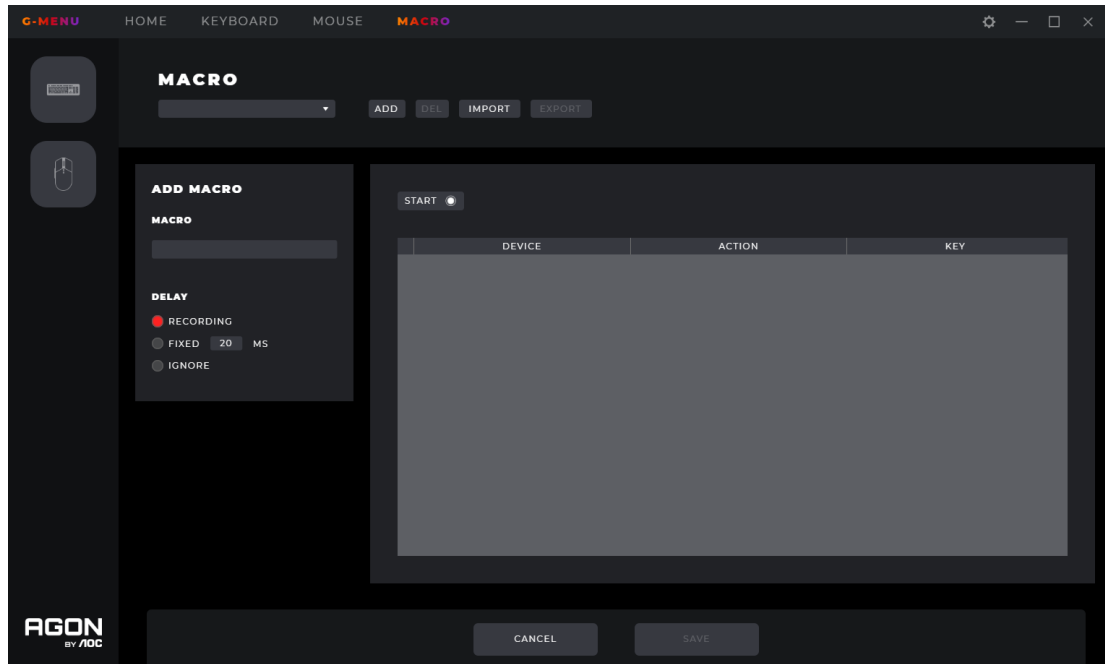 G-MENU HOME KEYBOARD MOUSE MACRO
MACRO
ADD DEL IMPORT EXPORT
ADD MACRO
MACRO
DELAY
RECORDING
FIXED 20 MS
IGNORE
START
DEVICE ACTION KEY
AGON
BY AOC
CANCEL SAVE